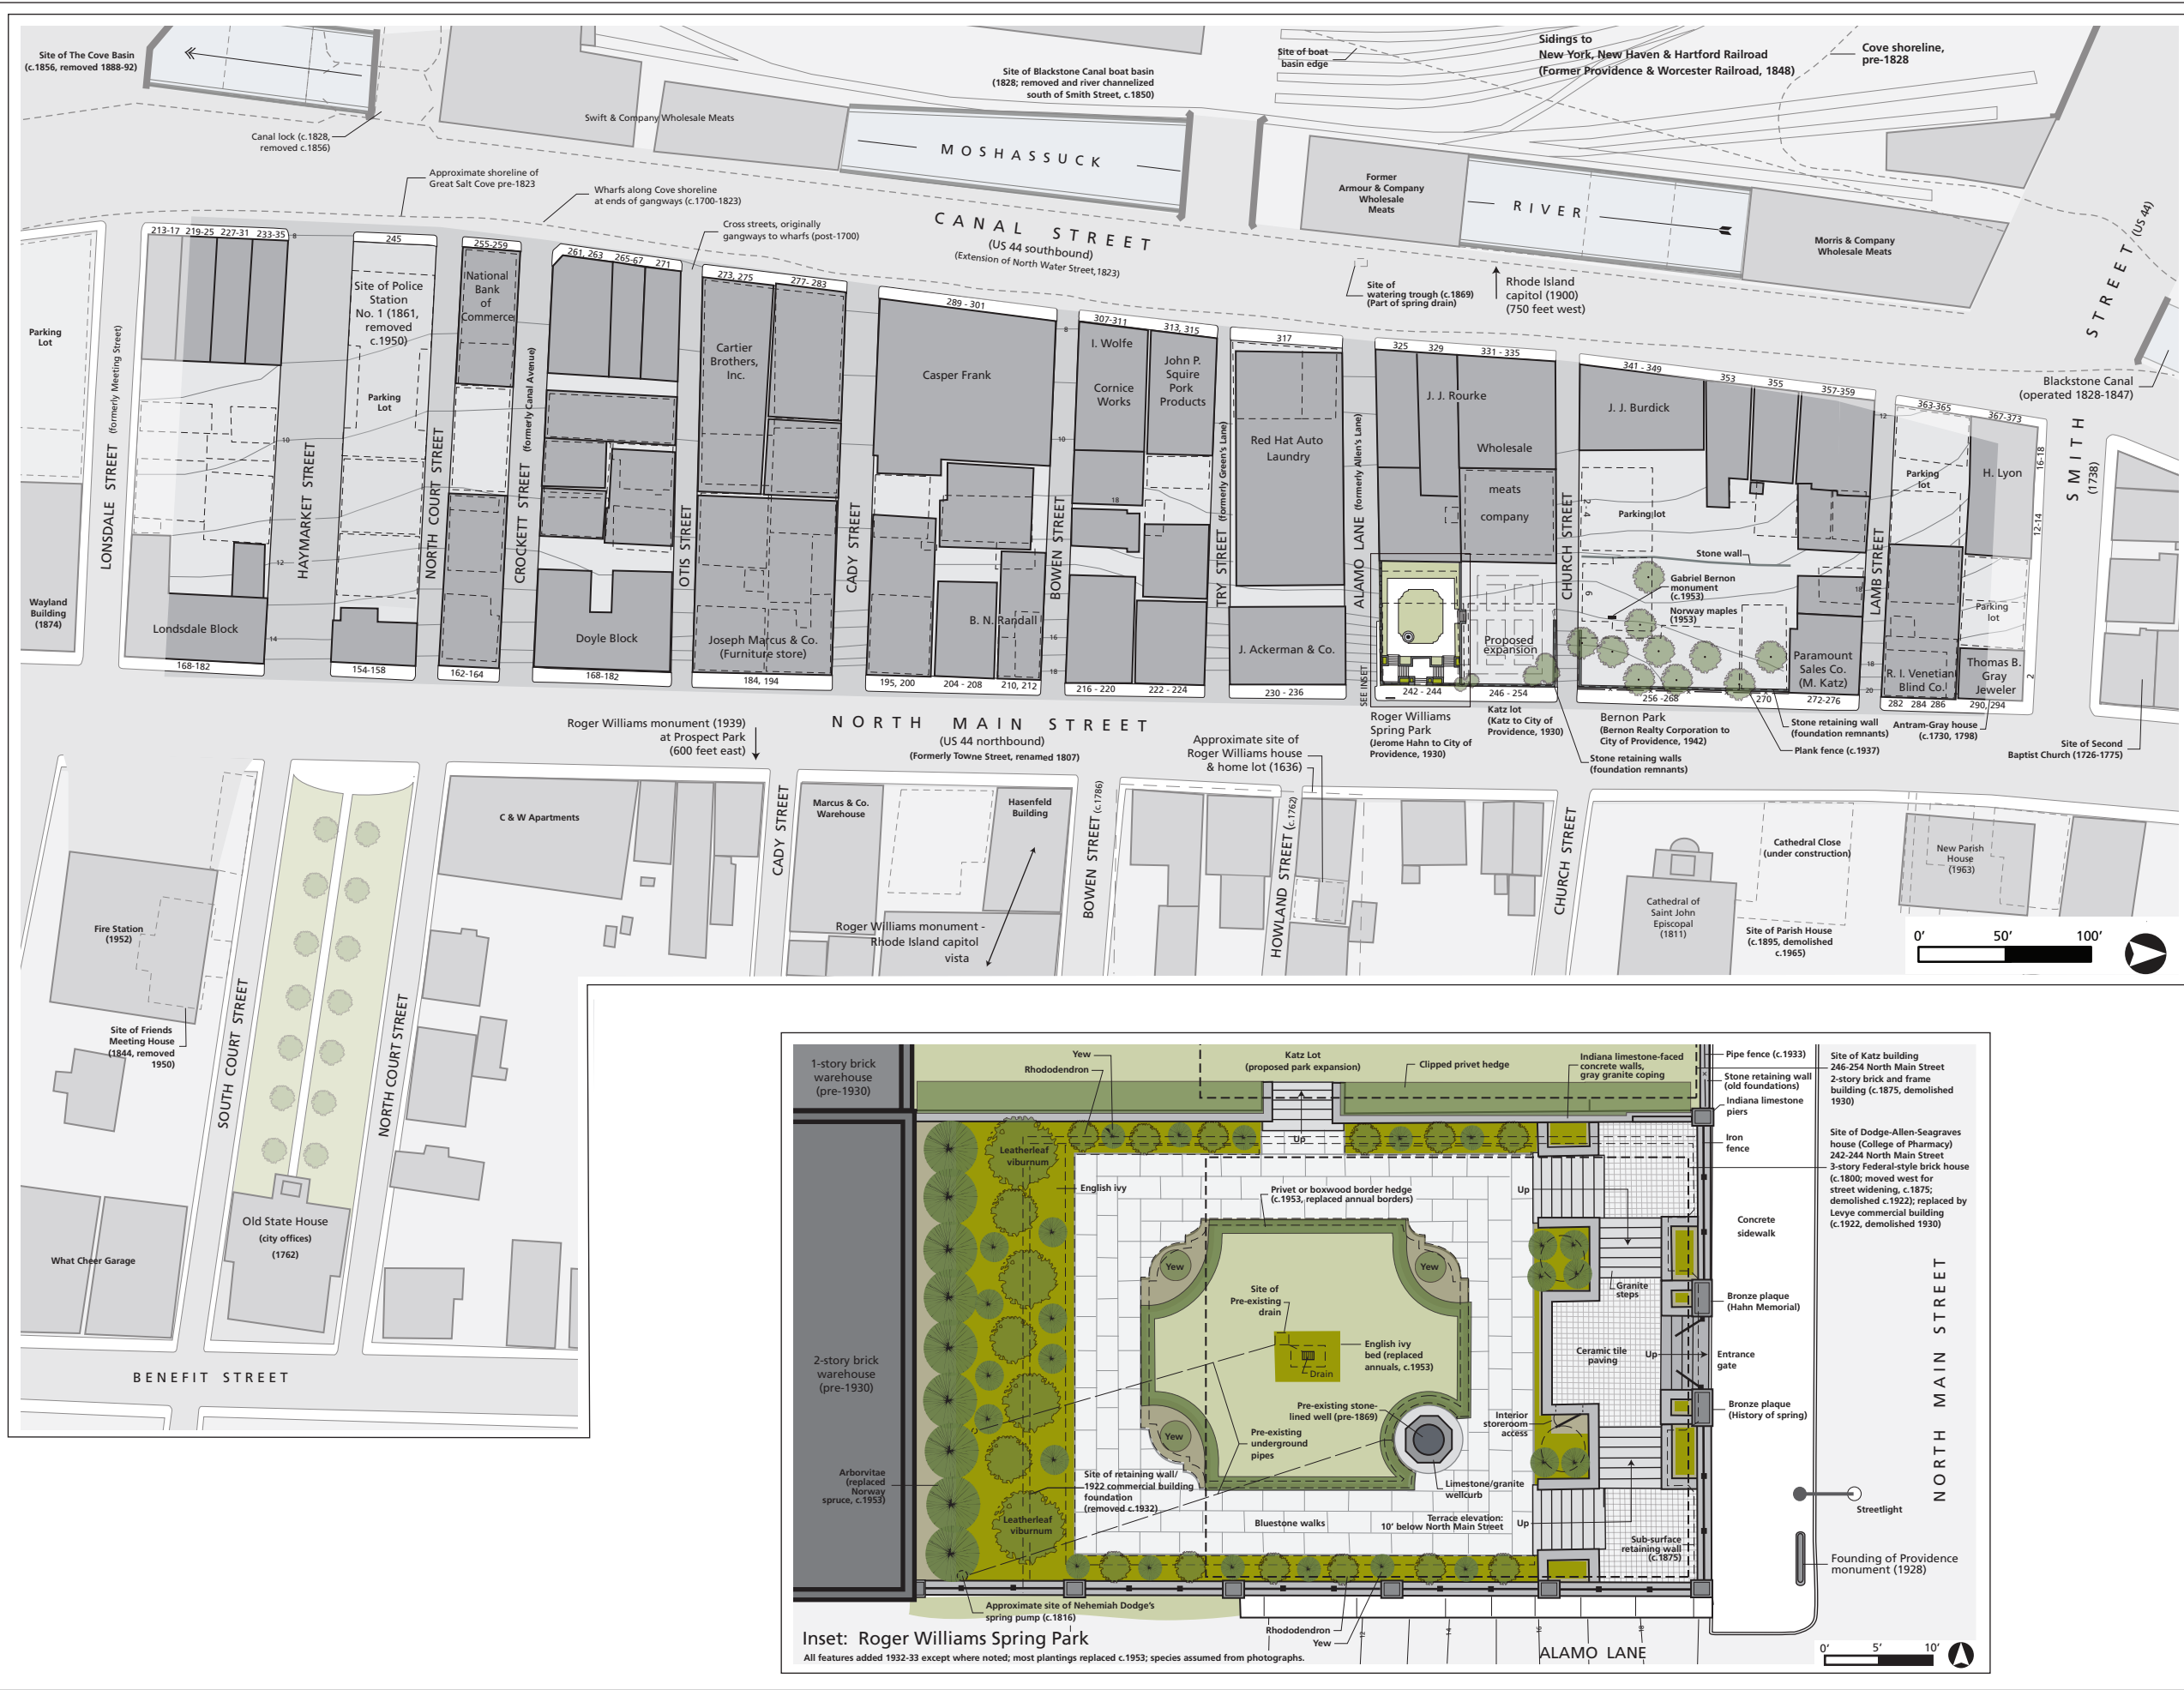 Site of The Cove Basin
(c.1856, removed 1888-92)
Canal lock (c.1828,
removed c.1856)
Approximate shoreline of
Great Salt Cove pre-1823
Swift & Company Wholesale Meats
Wharfs along Cove shoreline
at ends of gangways (c.1700-1823)
Cross streets, originally
gangways to wharfs (post-1700)
Site of Blackstone Canal boat basin
(1828; removed and river channelized
south of Smith Street, c.1850)
MOSHASSUCK
RIVER
Site of boat
basin edge
Sidings to
New York, New Haven & Hartford Railroad
(Former Providence & Worcester Railroad, 1848)
Cove shoreline,
pre-1828
Former
Armour & Company
Wholesale
Meats
Morris & Company
Wholesale Meats
CANAL STREET
(US 44 southbound)
(Extension of North Water Street, 1823)
Site of
watering trough (c.1869)
(Part of spring drain)
Rhode Island
capitol (1900)
(750 feet west)
SMITH STREET (US 44)
(1738)
Blackstone Canal
(operated 1828-1847)
213-17 219-25 227-31 233-35
8
245
255-259
261, 263 265-67 271
273, 275 277- 283
289 - 301
307-311 313, 315
317
325 329 331 - 335
341 - 349 353 355 357-359
363-365 367-373
Parking
Lot
Wayland
Building
(1874)
LONSDALE STREET (formerly Meeting Street)
Londsdale Block
168-182
10
12
14
HAYMARKET STREET
Site of Police
Station
No. 1 (1861,
removed
c.1950)
Parking
Lot
154-158
NORTH COURT STREET
National
Bank
of
Commerce
162-164
CROCKETT STREET (formerly Canal Avenue)
Doyle Block
168-182
OTIS STREET
Cartier
Brothers,
Inc.
Joseph Marcus & Co.
(Furniture store)
184, 194
CADY STREET
Casper Frank
B. N. Randall
195, 200
204 - 208
210, 212
BOWEN STREET
8
10
18
16
18
I. Wolfe
Cornice
Works
John P.
Squire
Pork
Products
216 - 220
222 - 224
TRY STREET (formerly Green's Lane)
Red Hat Auto
Laundry
J. Ackerman & Co.
230 - 236
ALAMO LANE (formerly Allen's Lane)
SEE INSET
J. J. Rourke
Wholesale
meats
company
Proposed
expansion
242 - 244
246 - 254
CHURCH STREET
2-4
6
J. J. Burdick
Parking lot
Stone wall
Gabriel Bernon
monument
(c.1953)
Norway maples
(1953)
Paramount
Sales Co.
(M. Katz)
256 -268
270
272-276
LAMB STREET
12
18
18
20
Parking
lot
H. Lyon
16-18
12-14
2
Parking
lot
R. I. Venetian
Blind Co.
Thomas B.
Gray
Jeweler
282 284 286
290, 294
Roger Williams monument (1939)
at Prospect Park
(600 feet east)
NORTH MAIN STREET
(US 44 northbound)
(Formerly Towne Street, renamed 1807)
Approximate site of
Roger Williams house
& home lot (1636)
Roger Williams
Spring Park
(Jerome Hahn to City of
Providence, 1930)
Katz lot
(Katz to City of
Providence, 1930)
Stone retaining walls
(foundation remnants)
Bernon Park
(Bernon Realty Corporation to
City of Providence, 1942)
Stone retaining wall
(foundation remnants)
Plank fence (c.1937)
Antram-Gray house
(c.1730, 1798)
Site of Second
Baptist Church (1726-1775)
C & W Apartments
CADY STREET
Marcus & Co.
Warehouse
Hasenfeld
Building
Roger Williams monument -
Rhode Island capitol
vista
BOWEN STREET (c.1786)
HOWLAND STREET (c.1762)
CHURCH STREET
Cathedral of
Saint John
Episcopal
(1811)
Cathedral Close
(under construction)
Site of Parish House
(c.1895, demolished
c.1965)
New Parish
House
(1963)
0' 50' 100'
Fire Station
(1952)
Site of Friends
Meeting House
(1844, removed
1950)
SOUTH COURT STREET
NORTH COURT STREET
Old State House
(city offices)
(1762)
What Cheer Garage
BENEFIT STREET
1-story brick
warehouse
(pre-1930)
2-story brick
warehouse
(pre-1930)
Yew
Rhododendron
Katz Lot
(proposed park expansion)
Clipped privet hedge
Indiana limestone-faced
concrete walls,
gray granite coping
Pipe fence (c.1933)
Stone retaining wall
(old foundations)
Indiana limestone
piers
Iron
fence
Site of Katz building
246-254 North Main Street
2-story brick and frame
building (c.1875, demolished
1930)
Site of Dodge-Allen-Seagraves
house (College of Pharmacy)
242-244 North Main Street
3-story Federal-style brick house
(c.1800; moved west for
street widening, c.1875;
demolished c.1922); replaced by
Levye commercial building
(c.1922, demolished 1930)
Up
Leatherleaf
viburnum
English ivy
Privet or boxwood border hedge
(c.1953, replaced annual borders)
Up
Yew
Yew
Site of
Pre-existing
drain
English ivy
bed (replaced
annuals, c.1953)
Drain
Granite
steps
Ceramic tile
paving
Up
Concrete
sidewalk
Bronze plaque
(Hahn Memorial)
Entrance
gate
Bronze plaque
(History of spring)
Pre-existing stone-
lined well (pre-1869)
Interior
storeroom
access
Yew
Pre-existing
underground
pipes
Arborvitae
(replaced
Norway
spruce, c.1953)
Site of retaining wall/
1922 commercial building
foundation
(removed c.1932)
Leatherleaf
viburnum
Limestone/granite
wellcurb
Bluestone walks
Terrace elevation:
10' below North Main Street
Up
Sub-surface
retaining wall
(c.1875)
NORTH MAIN STREET
Streetlight
Founding of Providence
monument (1928)
Approximate site of Nehemiah Dodge's
spring pump (c.1816)
Rhododendron
Yew
12
14
16
18
ALAMO LANE
Inset: Roger Williams Spring Park
All features added 1932-33 except where noted; most plantings replaced c.1953; species assumed from photographs.
0' 5' 10'